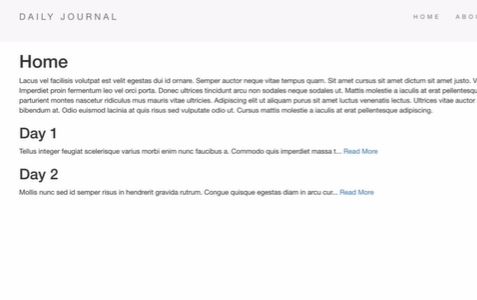 DAILY JOURNAL
HOME ABOU
Home
Lacus vel facilisis volutpat est velit egestas dui id ornare. Semper auctor neque vitae tempus quam. Sit amet cursus sit amet dictum sit amet justo. V
Imperdiet proin fermentum leo vel orci porta. Donec ultrices tincidunt arcu non sodales neque sodales ut. Mattis molestie a iaculis at erat pellentesque
parturient montes nascetur ridiculus mus mauris vitae ultricies. Adipiscing elit ut aliquam purus sit amet luctus venenatis lectus. Ultrices vitae auctor
bibendum at. Odio euismod lacinia at quis risus sed vulputate odio ut. Cursus mattis molestie a iaculis at erat pellentesque adipiscing.
Day 1
Tellus integer feugiat scelerisque varius morbi enim nunc faucibus a. Commodo quis imperdiet massa t... Read More
Day 2
Mollis nunc sed id semper risus in hendrerit gravida rutrum. Congue quisque egestas diam in arcu cur... Read More